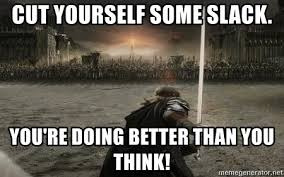 CUT YOURSELF SOME SLACK.
YOU'RE DOING BETTER THAN YOU
THINK!
memegenerator.net